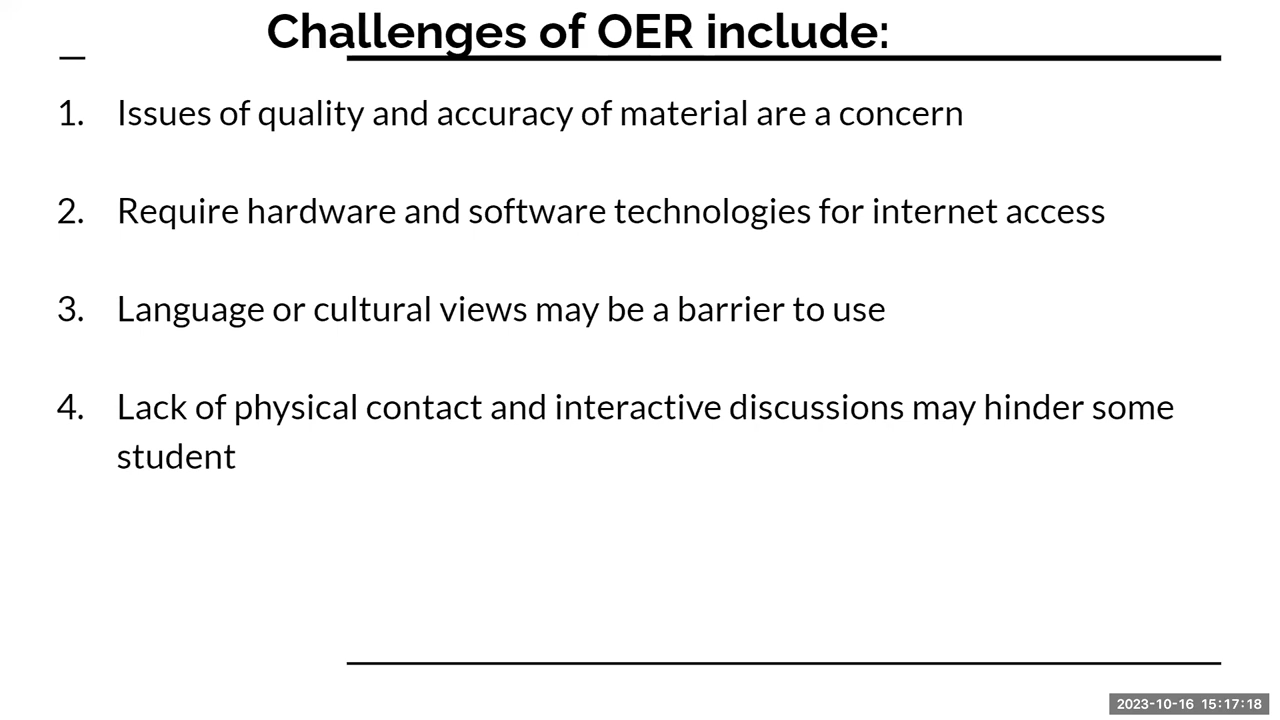 Challenges of OER include:
1. Issues of quality and accuracy of material are a concern
2. Require hardware and software technologies for internet access
3. Language or cultural views may be a barrier to use
4. Lack of physical contact and interactive discussions may hinder some
student
2023-10-16 15:17:18